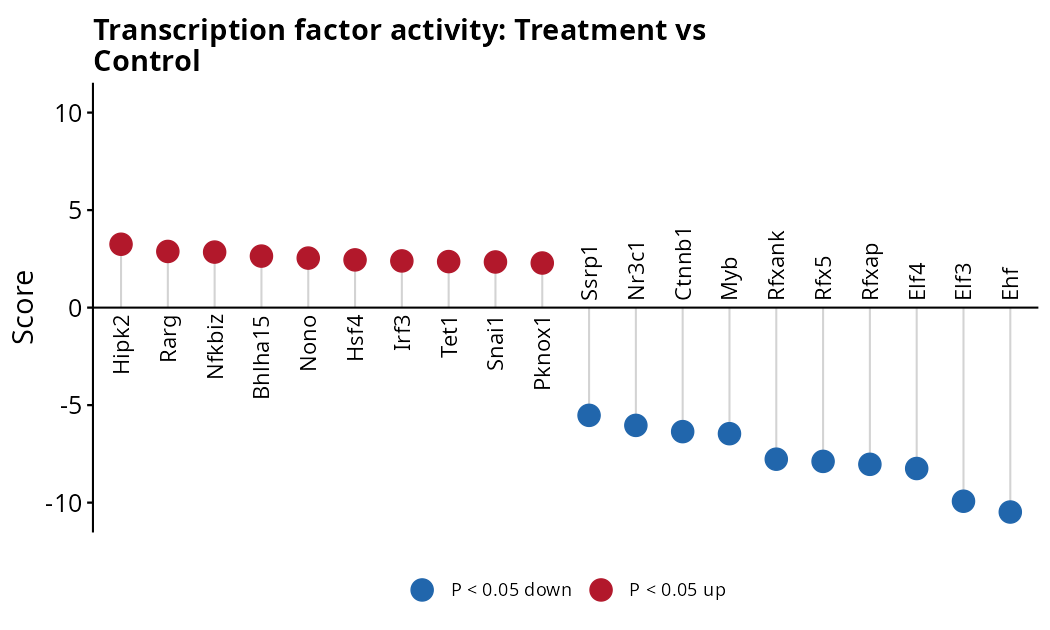 Transcription factor activity: Treatment vs
Control
10
5
0
-5
-10
Score
Hipk2
Rarg
Nfkbiz
Bhlha15
Nono
Hsf4
Irf3
Tet1
Snai1
Pknox1
Ssrp1
Nr3c1
Ctnnb1
Myb
Rfxank
Rfx5
Rfxap
Elf4
Elf3
Ehf
P < 0.05 down
P < 0.05 up